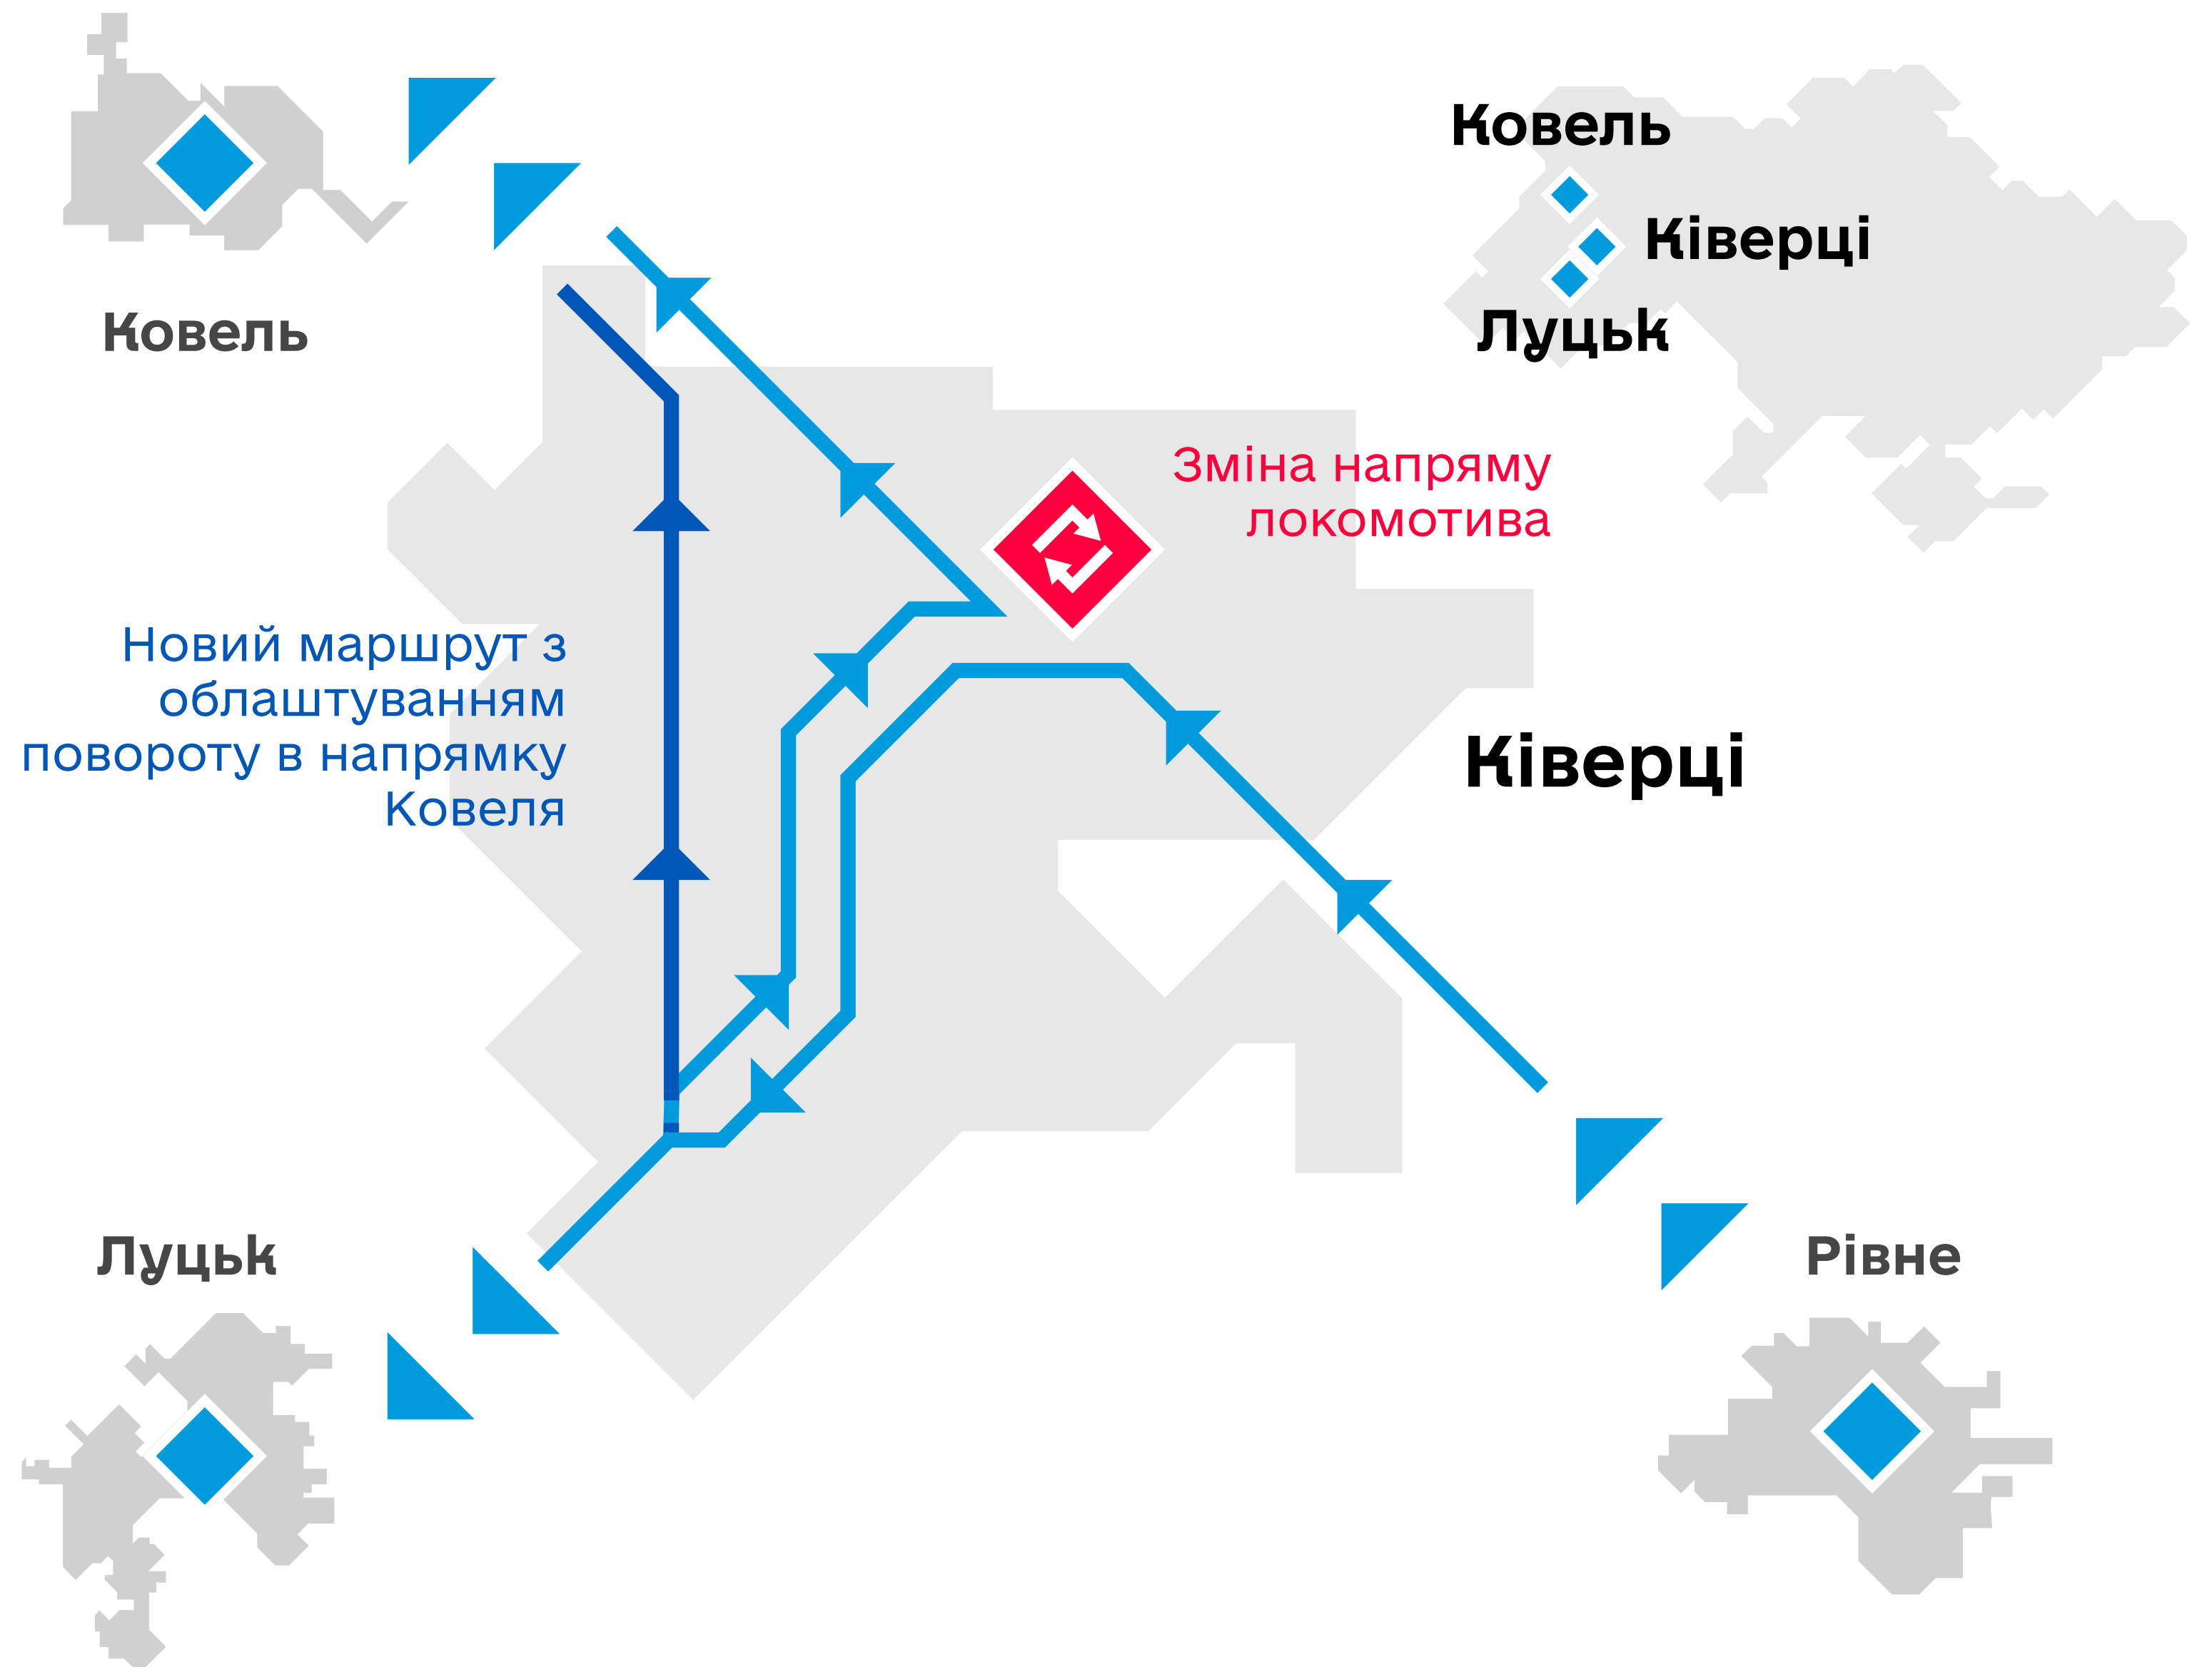 Ковель
Ківерці
Луцьк
Ковель
Зміна напряму
локомотива
Новий маршрут з
облаштуванням
повороту в напрямку
Ковеля
Ківерці
Луцьк
Рівне